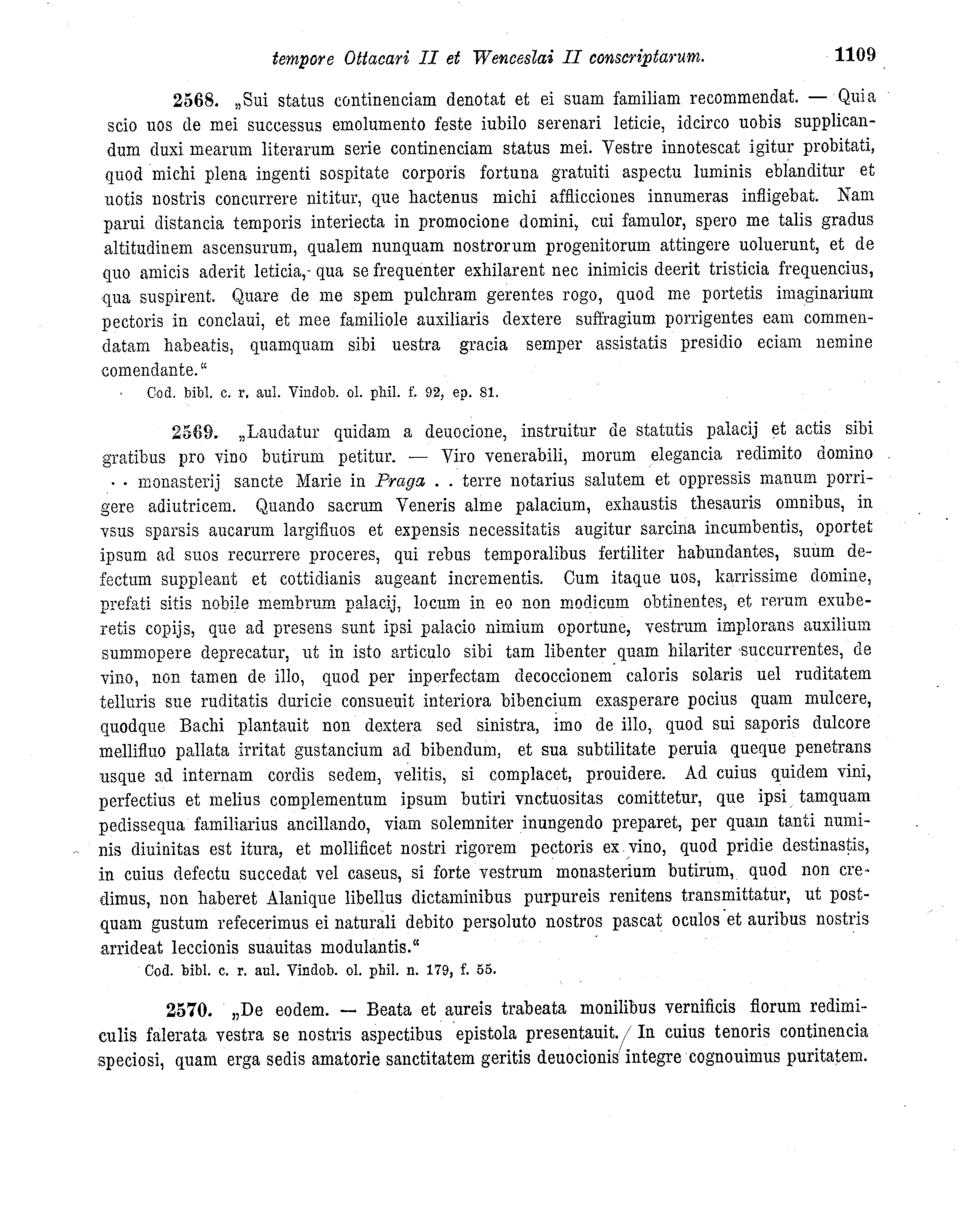 tempore Ottacari II et Wenceslai II conscriptarum. 1109
2568. „Sui status continenciam denotat et ei suam familiam recommendat. — Quia
scio uos de mei successus emolumento feste iubilo serenari leticie, idcirco uobis supplican-
dum duxi mearum literarum serie continenciam status mei. Vestre innotescat igitur probitati,
quod michi plena ingenti sospitate corporis fortuna gratuiti aspectu luminis eblanditur et
uotis nostris concurrere nititur, que hactenus michi afflicciones innumeras infligebat. Nam
parui distancia temporis interiecta in promocione domini, cui famulor, spero me talis gradus
altitudinem ascensurum, qualem nunquam nostrorum progenitorum attingere uoluerunt, et de
quo amicis aderit leticia, qua se frequenter exhilarent nec inimicis deerit tristicia frequencius,
qua suspirent. Quare de me spem pulchram gerentes rogo, quod me portetis imaginarium
pectoris in conclaui, et mee familiole auxiliaris dextere suffragium porrigentes eam commen-
datam habeatis, quamquam sibi uestra gracia semper assistatis presidio eciam nemine
comendante.“
Cod. bibl. c. r. aul. Vindob. ol. phil. f. 92, ep. 81.
2569. „Laudatur quidam a deuocione, instruitur de statutis palacij et actis sibi
gratibus pro vino butirum petitur. — Viro venerabili, morum elegancia redimito domino
. . monasterij sancte Marie in Praga . . terre notarius salutem et oppressis manum porri-
gere adiutricem. Quando sacrum Veneris alme palacium, exhaustis thesauris omnibus, in
vsus sparsis aucarum largifluos et expensis necessitatis augitur sarcina incumbentis, oportet
ipsum ad suos recurrere proceres, qui rebus temporalibus fertiliter habundantes, suum de-
fectum suppleant et cottidianis augeant incrementis. Cum itaque uos, karrissime domine,
prefati sitis nobile membrum palacij, locum in eo non modicum obtinentes, et rerum exube-
retis copijs, que ad presens sunt ipsi palacio nimium oportune, vestrum implorans auxilium
summopere deprecatur, ut in isto articulo sibi tam libenter quam hilariter succurrentes, de
vino, non tamen de illo, quod per inperfectam decoccionem caloris solaris uel ruditatem
telluris sue ruditatis duricie consueuit interiora bibencium exasperare pocius quam mulcere,
quodque Bachi plantauit non dextera sed sinistra, imo de illo, quod sui saporis dulcore
mellifluo pallata irritat gustancium ad bibendum, et sua subtilitate peruia queque penetrans
usque ad internam cordis sedem, velitis, si complacet, prouidere. Ad cuius quidem vini,
perfectius et melius complementum ipsum butiri vnctuositas comittetur, que ipsi tamquam
pedissequa familiarius ancillando, viam solemniter inungendo preparet, per quam tanti numi-
nis diuinitas est itura, et mollificet nostri rigorem pectoris ex vino, quod pridie destinastis,
in cuius defectu succedat vel caseus, si forte vestrum monasterium butirum, quod non cre-
dimus, non haberet Alanique libellus dictaminibus purpureis renitens transmittatur, ut post-
quam gustum refecerimus ei naturali debito persoluto nostros pascat oculos et auribus nostris
arrideat leccionis suauitas modulantis.“
Cod. bibl. c. r. aul. Vindob. ol. phil. n. 179, f. 55.
2570. „De eodem. — Beata et aureis trabeata monilibus vernificis florum redimi-
culis falerata vestra se nostris aspectibus epistola presentauit. In cuius tenoris continencia
speciosi, quam erga sedis amatorie sanctitatem geritis deuocionis integre cognouimus puritatem.